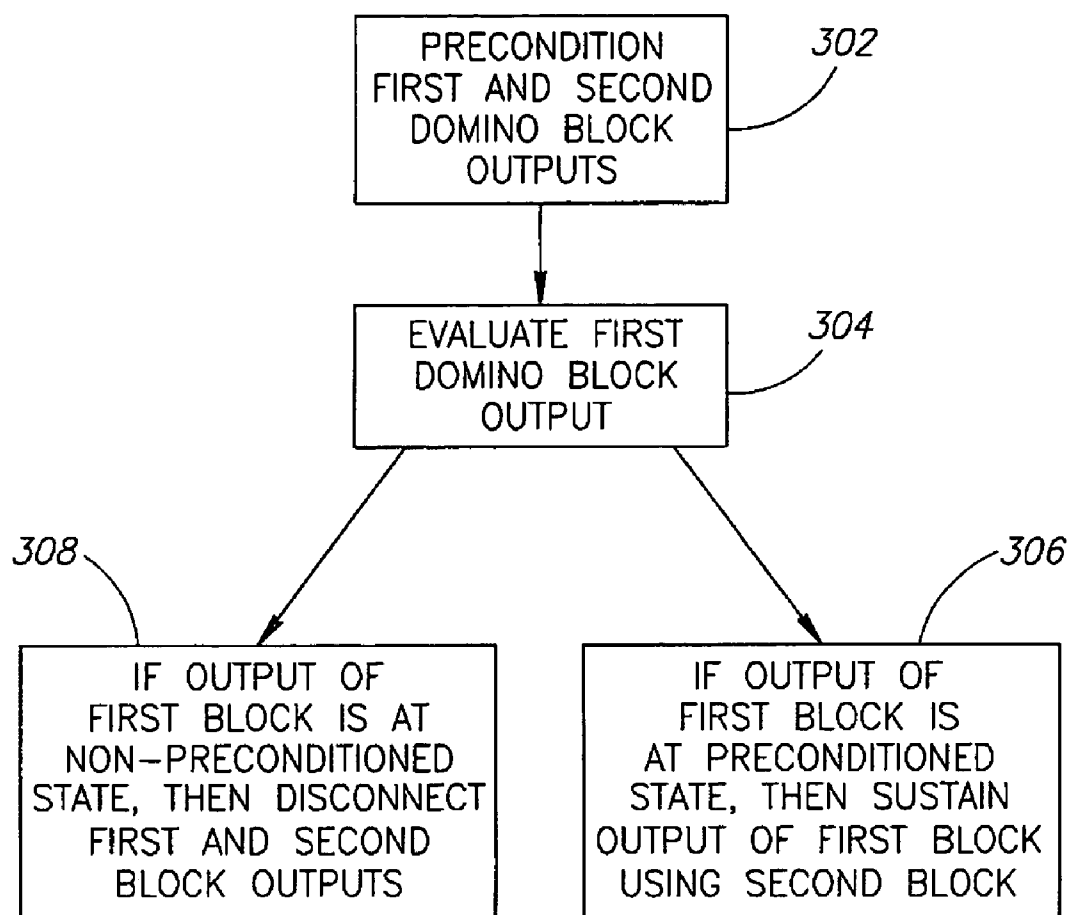 PRECONDITION
FIRST AND SECOND
DOMINO BLOCK
OUTPUTS
302
EVALUATE FIRST
DOMINO BLOCK
OUTPUT
304
308
IF OUTPUT OF
FIRST BLOCK IS AT
NON-PRECONDITIONED
STATE, THEN DISCONNECT
FIRST AND SECOND
BLOCK OUTPUTS
306
IF OUTPUT OF
FIRST BLOCK IS
AT PRECONDITIONED
STATE, THEN SUSTAIN
OUTPUT OF FIRST BLOCK
USING SECOND BLOCK